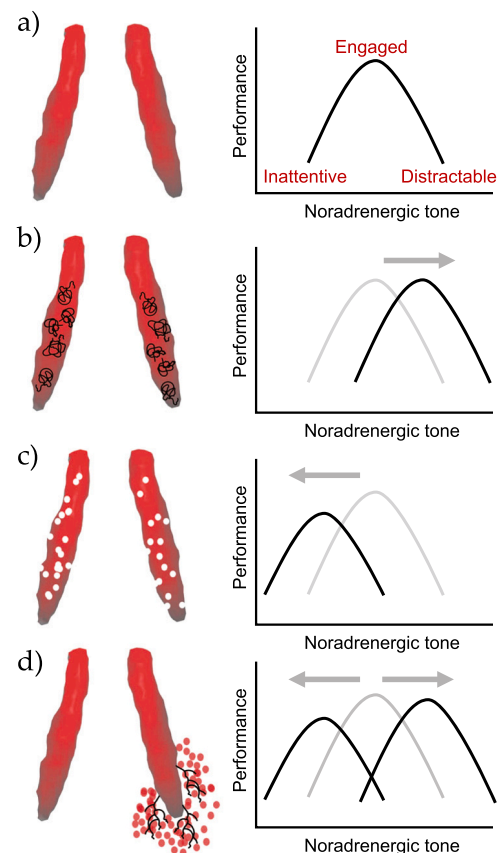 a)
Engaged
Performance
Inattentive
Distractable
Noradrenergic tone
b)
Performance
Noradrenergic tone
c)
Performance
Noradrenergic tone
d)
Performance
Noradrenergic tone